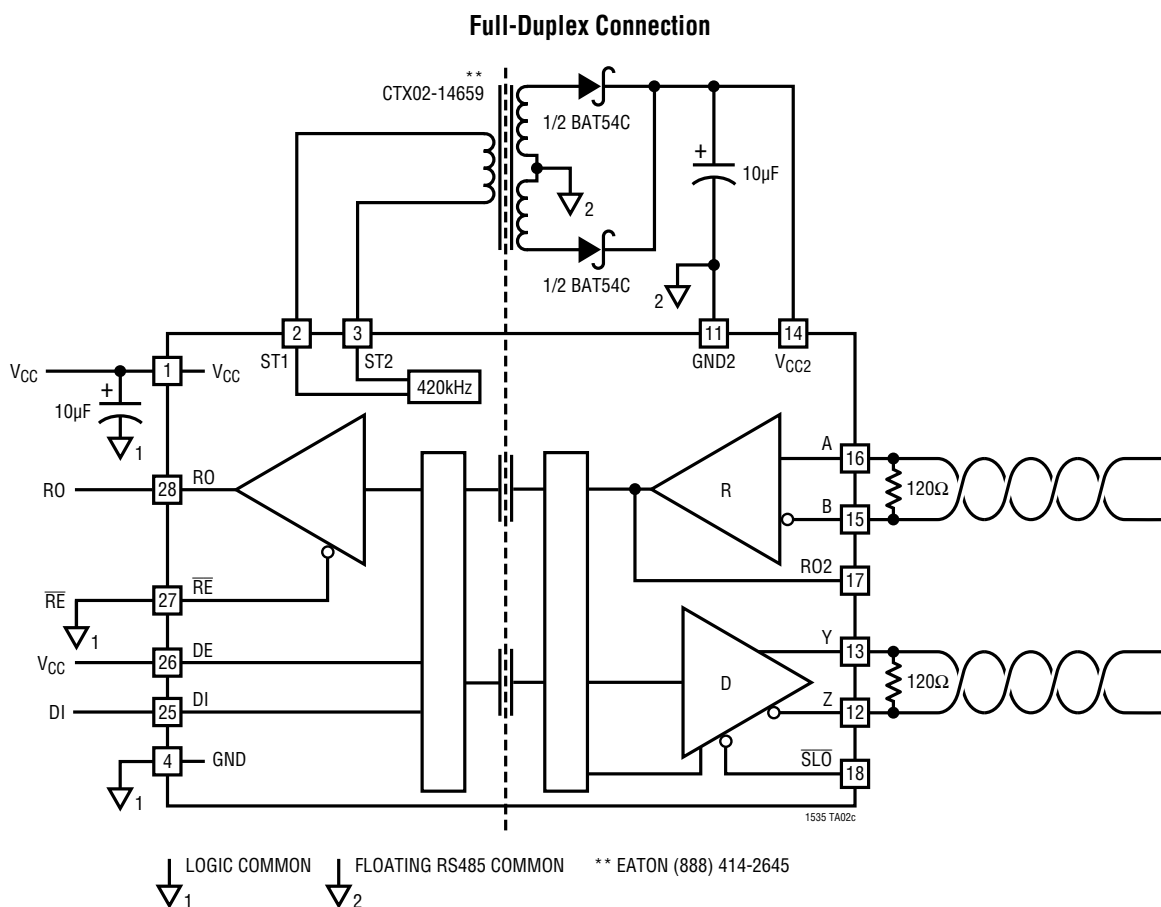 Full-Duplex Connection
**
CTX02-14659
1/2 BAT54C
+
10µF
2
1/2 BAT54C
2
2
3
11
14
ST1
ST2
GND2
VCC2
VCC
1
VCC
420kHz
+
10µF
1
A
16
RO
28
RO
R
120Ω
B
15
RO2
17
RE
27
RE
1
Y
13
VCC
26
DE
D
120Ω
DI
25
DI
Z
12
4
GND
SLO
18
1
1535 TA02c
LOGIC COMMON
1
FLOATING RS485 COMMON
2
** EATON (888) 414-2645